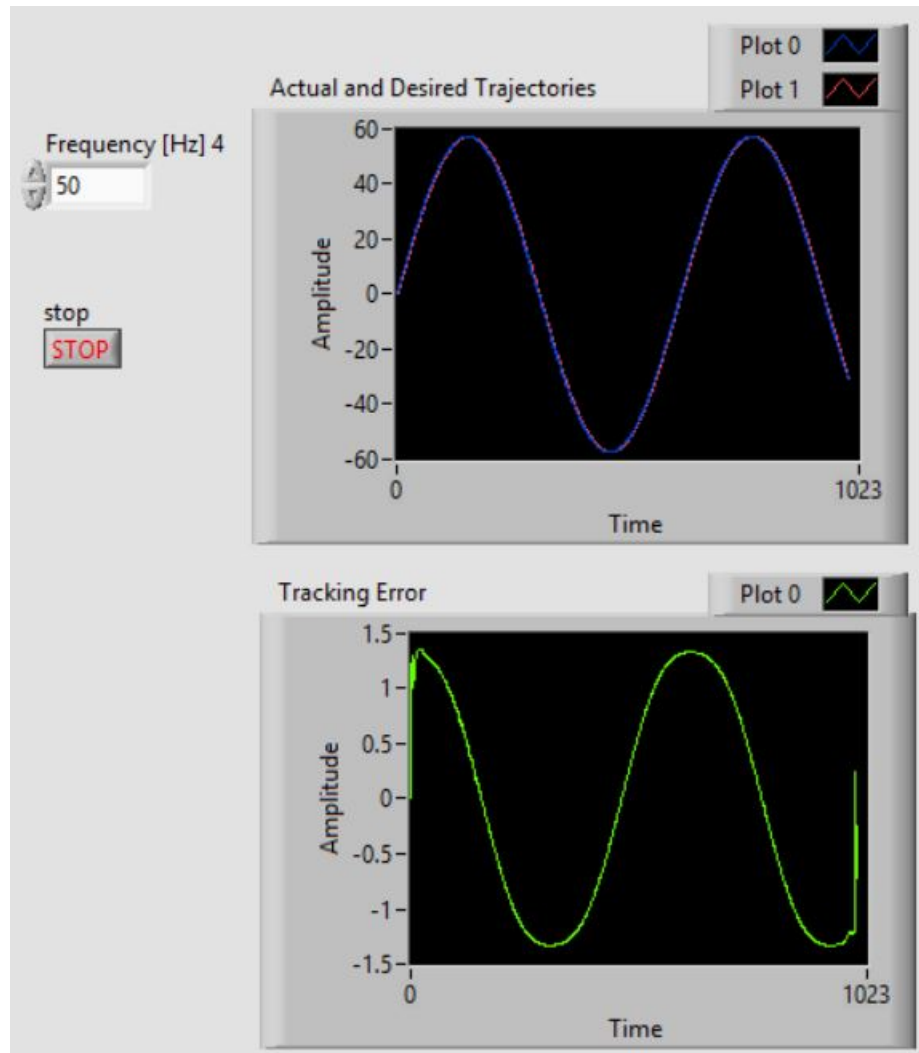 Plot 0
Plot 1
Actual and Desired Trajectories
Frequency [Hz] 4
50
stop
STOP
60
40
20
0
-20
-40
-60
Amplitude
0
1023
Time
Tracking Error
Plot 0
1.5
1
0.5
0
-0.5
-1
-1.5
Amplitude
0
1023
Time